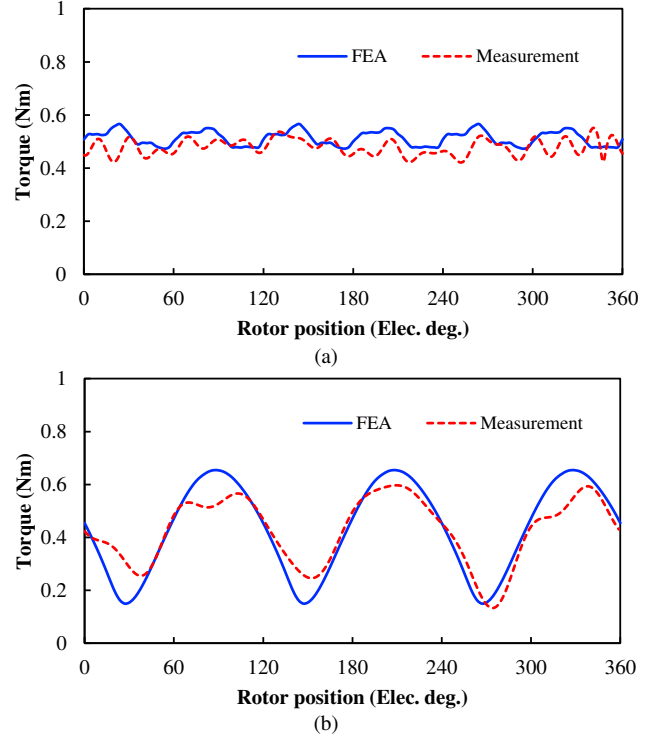 1
0.8
0.6
0.4
0.2
0
Torque (Nm)
FEA
Measurement
0 60 120 180 240 300 360
Rotor position (Elec. deg.)
(a)
1
0.8
0.6
0.4
0.2
0
Torque (Nm)
FEA
Measurement
0 60 120 180 240 300 360
Rotor position (Elec. deg.)
(b)